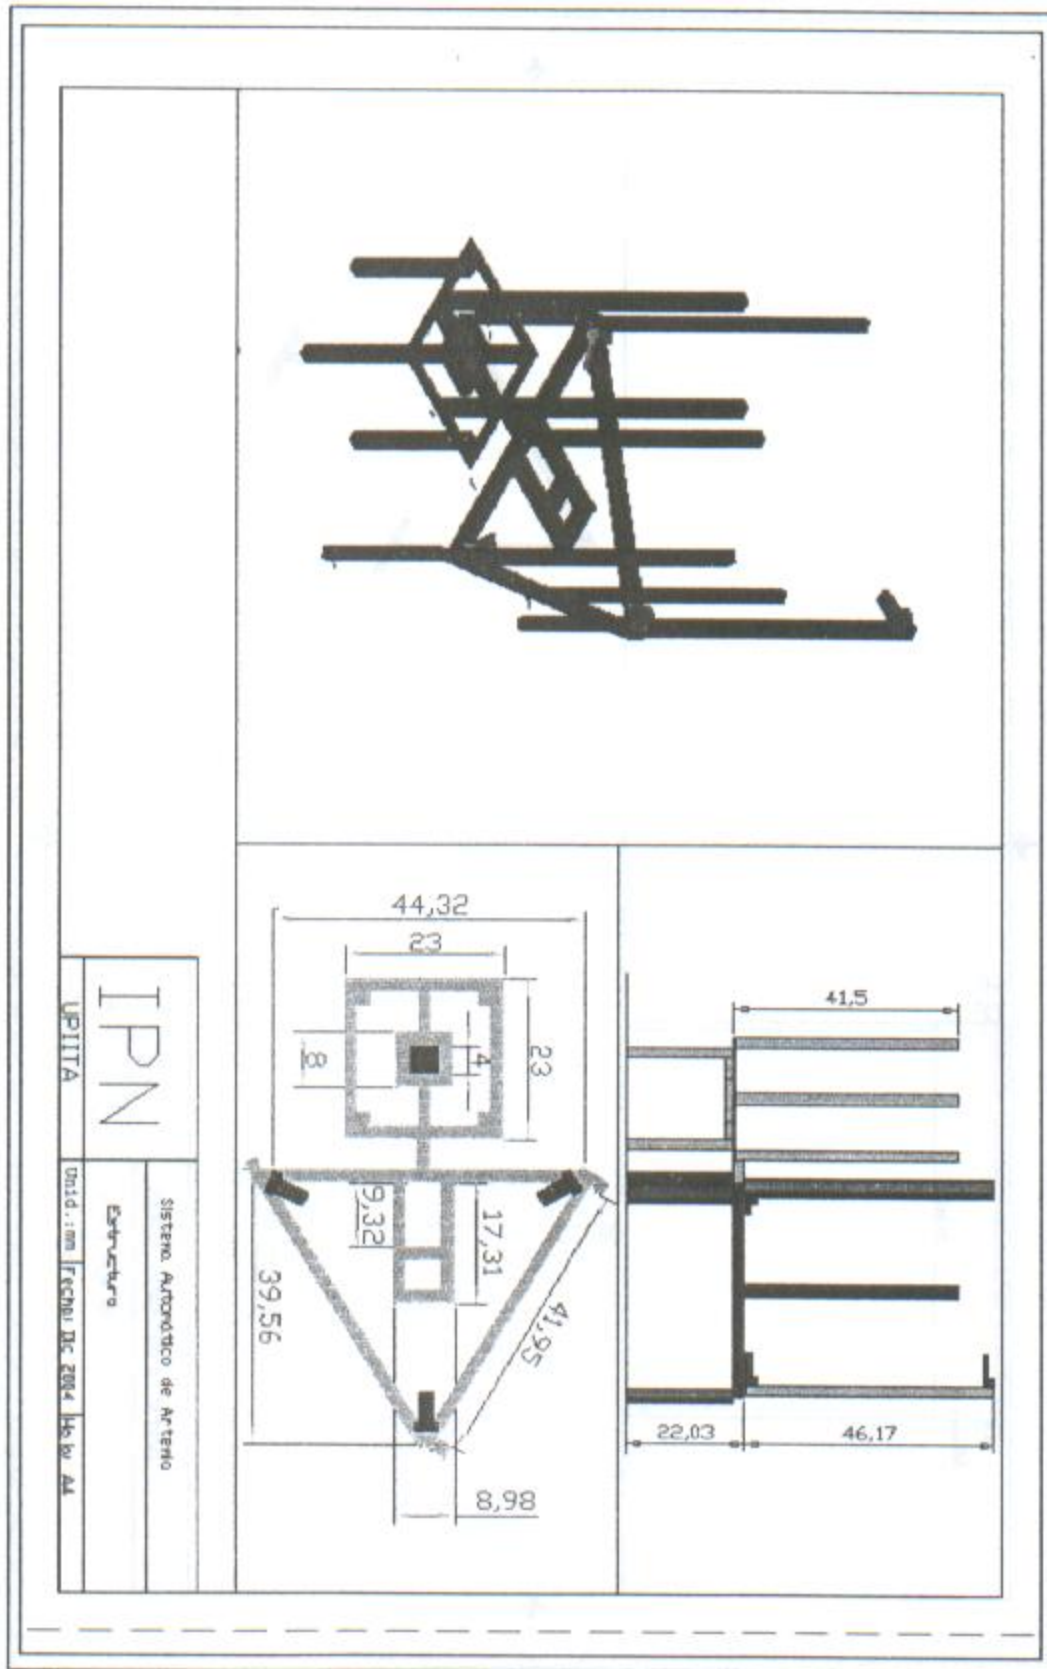 41,5
22,03
46,17
44,32
23
23
4
8
9,32
17,31
41,95
39,56
8,98
IPN
UPIITA
Sistema Automático de Arterio
Estructura
Unid.:mm
Fecha: Dic 2004
A4